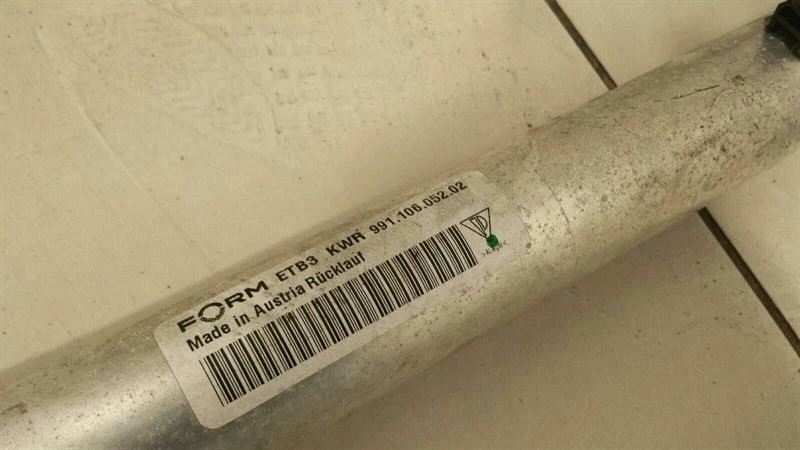 FORM ETB3 KWR 991.106.052.02
Made in Austria Rücklauf